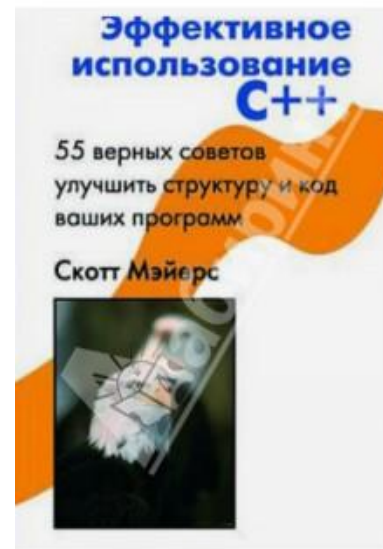 Эффективное
использование
C++
55 верных советов
улучшить структуру и код
ваших программ
Скотт Мэйерс